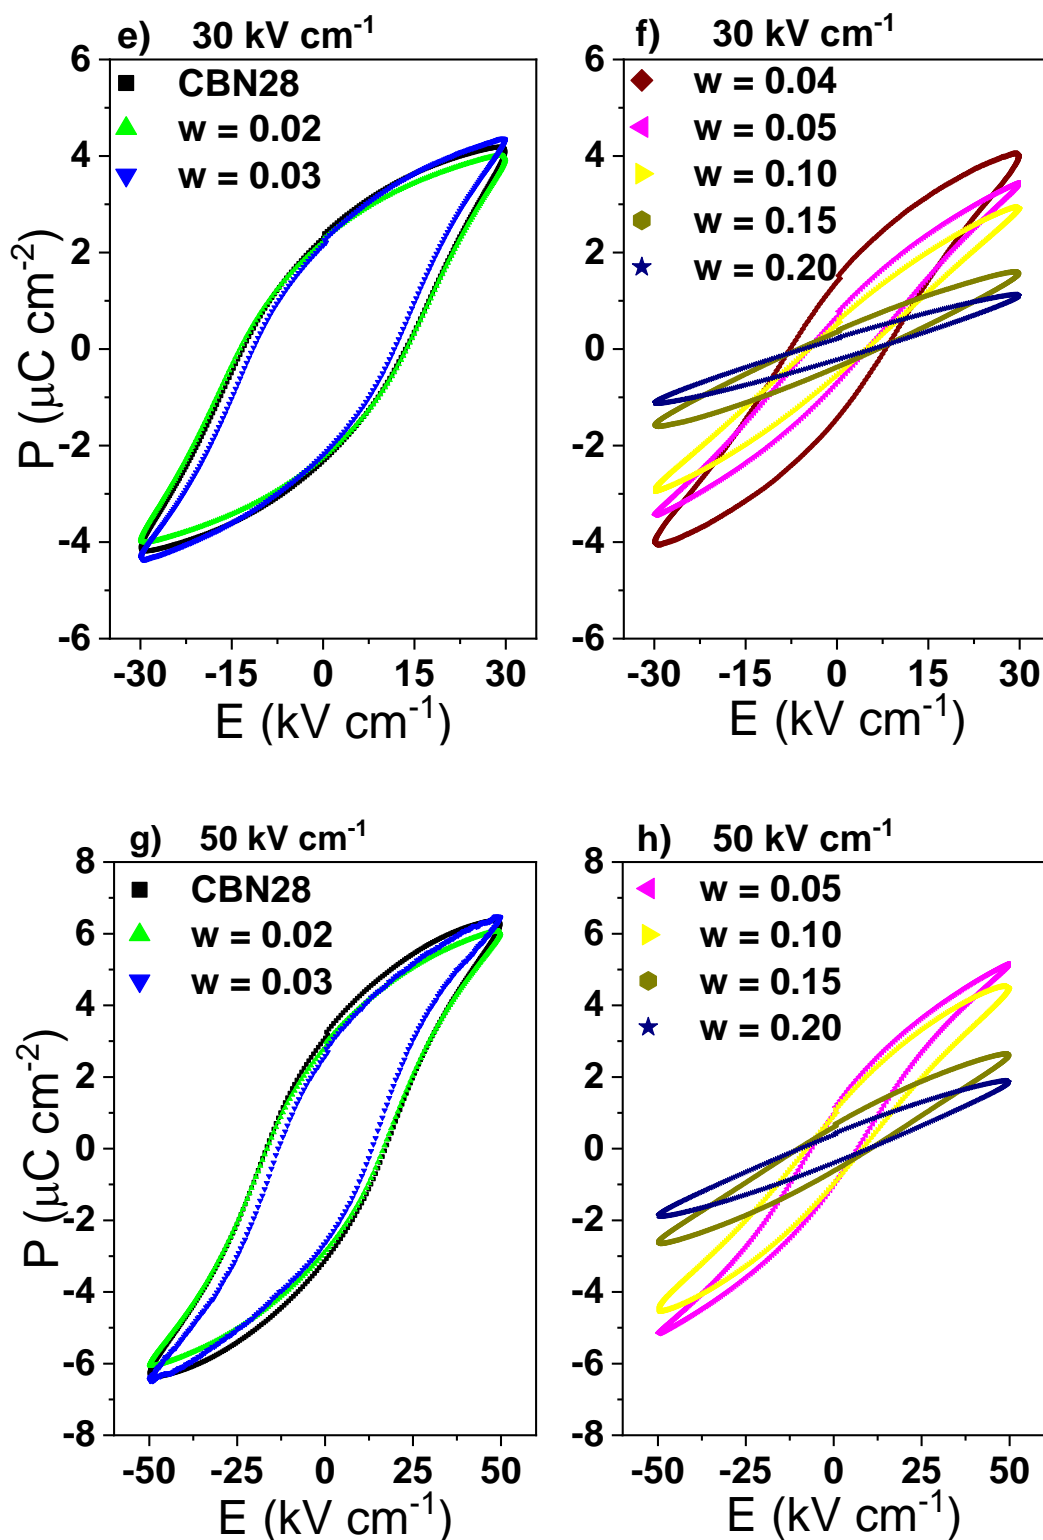 e) 30 kV cm⁻¹
CBN28
w = 0.02
w = 0.03
6
4
2
0
-2
-4
-6
P (μC cm⁻²)
-30 -15 0 15 30
E (kV cm⁻¹)
f) 30 kV cm⁻¹
w = 0.04
w = 0.05
w = 0.10
w = 0.15
w = 0.20
6
4
2
0
-2
-4
-6
-30 -15 0 15 30
E (kV cm⁻¹)
g) 50 kV cm⁻¹
CBN28
w = 0.02
w = 0.03
8
6
4
2
0
-2
-4
-6
-8
P (μC cm⁻²)
-50 -25 0 25 50
E (kV cm⁻¹)
h) 50 kV cm⁻¹
w = 0.05
w = 0.10
w = 0.15
w = 0.20
8
6
4
2
0
-2
-4
-6
-8
-50 -25 0 25 50
E (kV cm⁻¹)